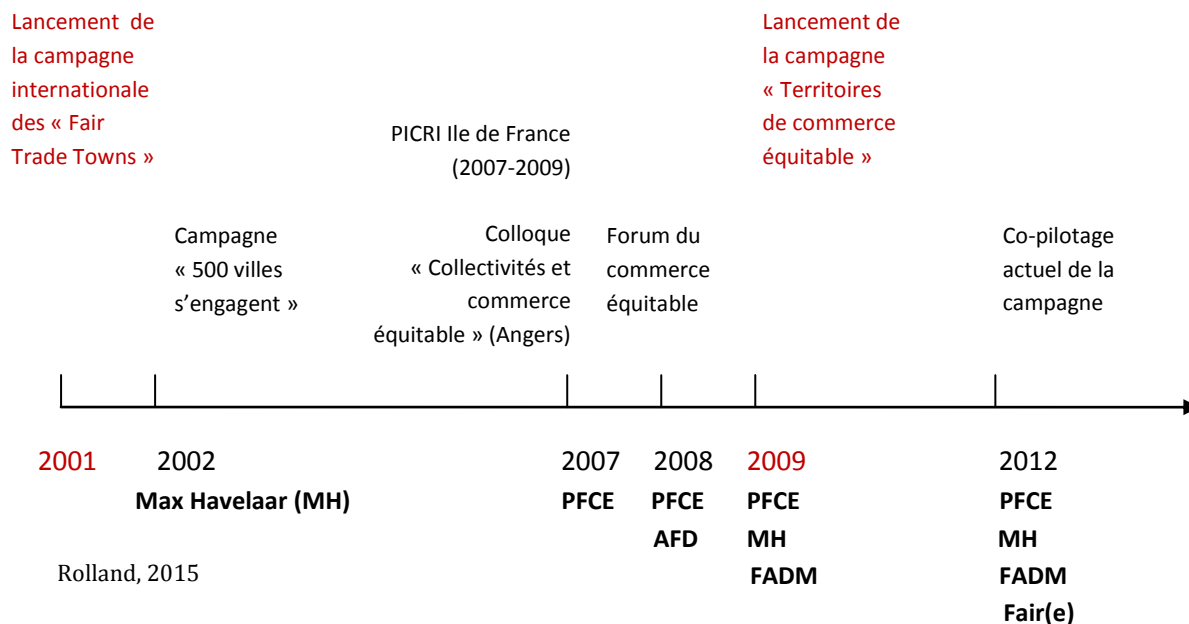 Lancement de
la campagne
internationale
des « Fair
Trade Towns »
Lancement de
la campagne
« Territoires
de commerce
équitable »
PICRI Ile de France
(2007-2009)
Campagne
« 500 villes
s’engagent »
Colloque
« Collectivités et
commerce
équitable » (Angers)
Forum du
commerce
équitable
Co-pilotage
actuel de la
campagne
2001
2002
Max Havelaar (MH)
2007
PFCE
2008
PFCE
AFD
2009
PFCE
MH
FADM
2012
PFCE
MH
FADM
Fair(e)
Rolland, 2015